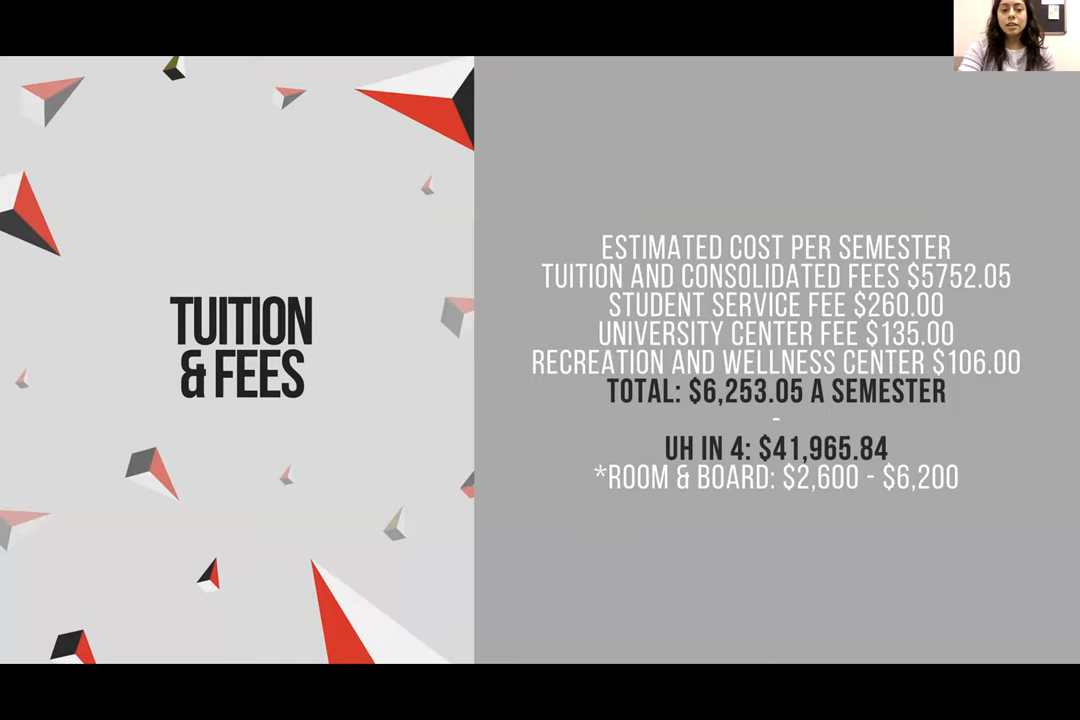 TUITION
& FEES
ESTIMATED COST PER SEMESTER
TUITION AND CONSOLIDATED FEES $5752.05
STUDENT SERVICE FEE $260.00
UNIVERSITY CENTER FEE $135.00
RECREATION AND WELLNESS CENTER $106.00
TOTAL: $6,253.05 A SEMESTER
-
UH IN 4: $41,965.84
*ROOM & BOARD: $2,600 - $6,200